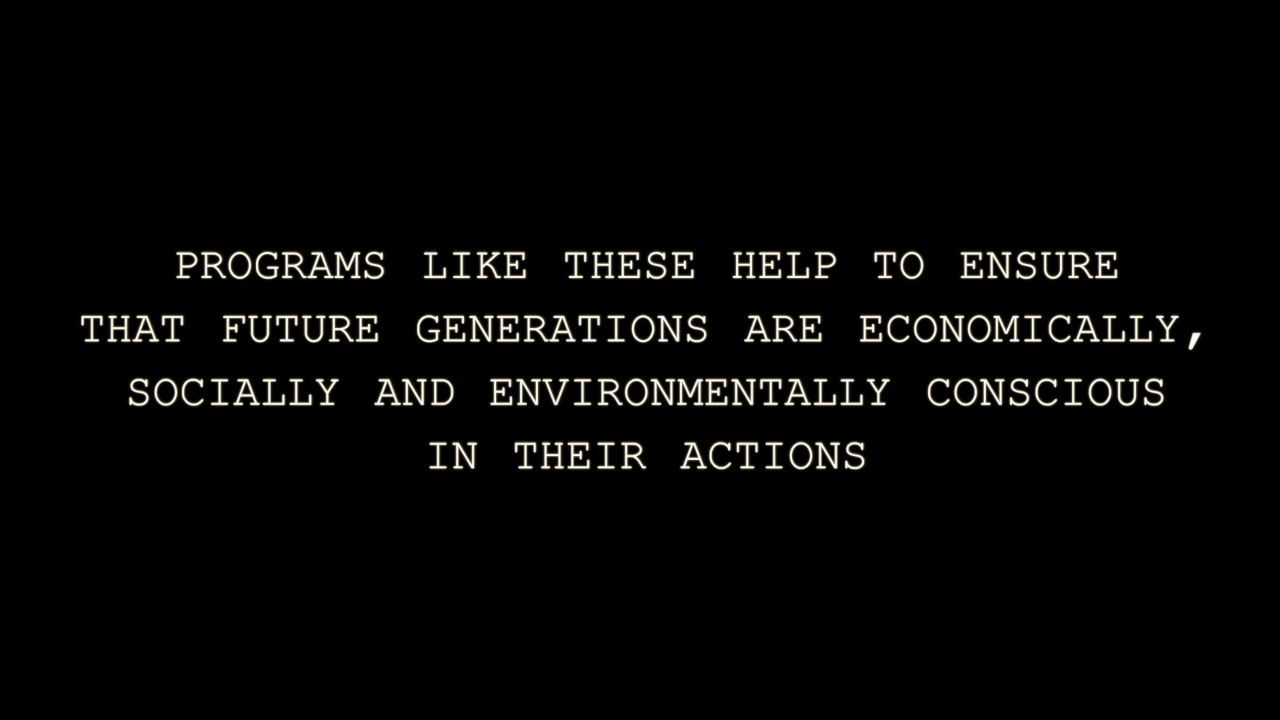 PROGRAMS LIKE THESE HELP TO ENSURE
THAT FUTURE GENERATIONS ARE ECONOMICALLY,
SOCIALLY AND ENVIRONMENTALLY CONSCIOUS
IN THEIR ACTIONS